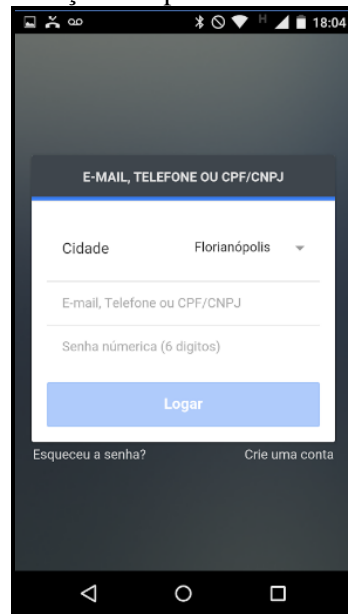 H 18:04
E-MAIL, TELEFONE OU CPF/CNPJ
Cidade Florianópolis
E-mail, Telefone ou CPF/CNPJ
Senha númerica (6 digitos)
Logar
Esqueceu a senha? Crie uma conta